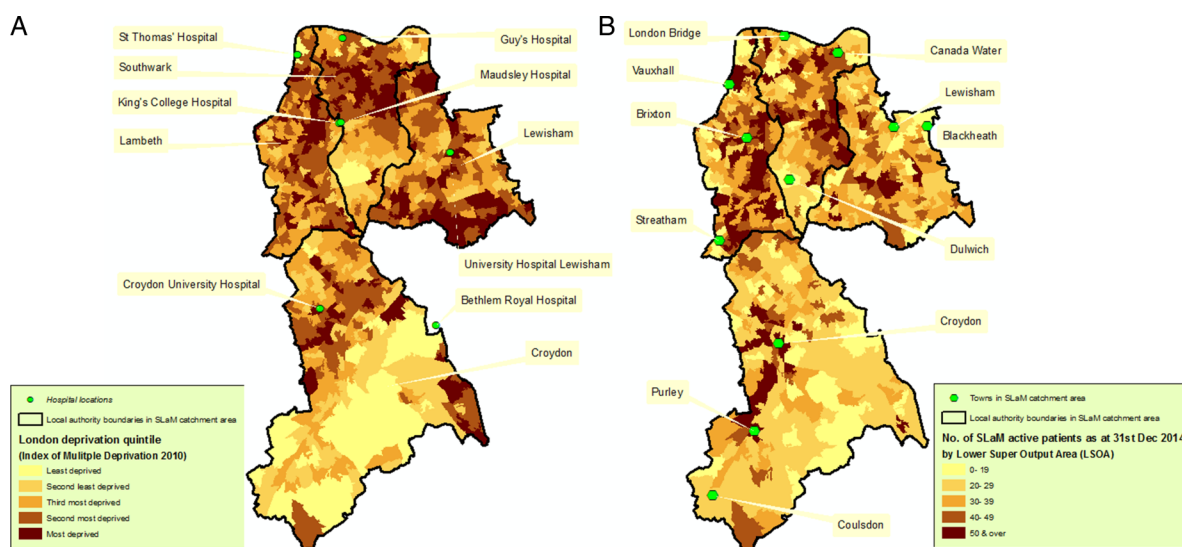 A
St Thomas' Hospital
Guy's Hospital
Southwark
Maudsley Hospital
King's College Hospital
Lambeth
Lewisham
University Hospital Lewisham
Croydon University Hospital
Bethlem Royal Hospital
Croydon
Hospital locations
Local authority boundaries in SLaM catchment area
London deprivation quintile
(Index of Mulitple Deprivation 2010)
Least deprived
Second least deprived
Third most deprived
Second most deprived
Most deprived
B
London Bridge
Canada Water
Vauxhall
Lewisham
Brixton
Blackheath
Streatham
Dulwich
Croydon
Purley
Coulsdon
Towns in SLaM catchment area
Local authority boundaries in SLaM catchment area
No. of SLaM active patients as at 31st Dec 2014
by Lower Super Output Area (LSOA)
0- 19
20- 29
30- 39
40- 49
50 & over